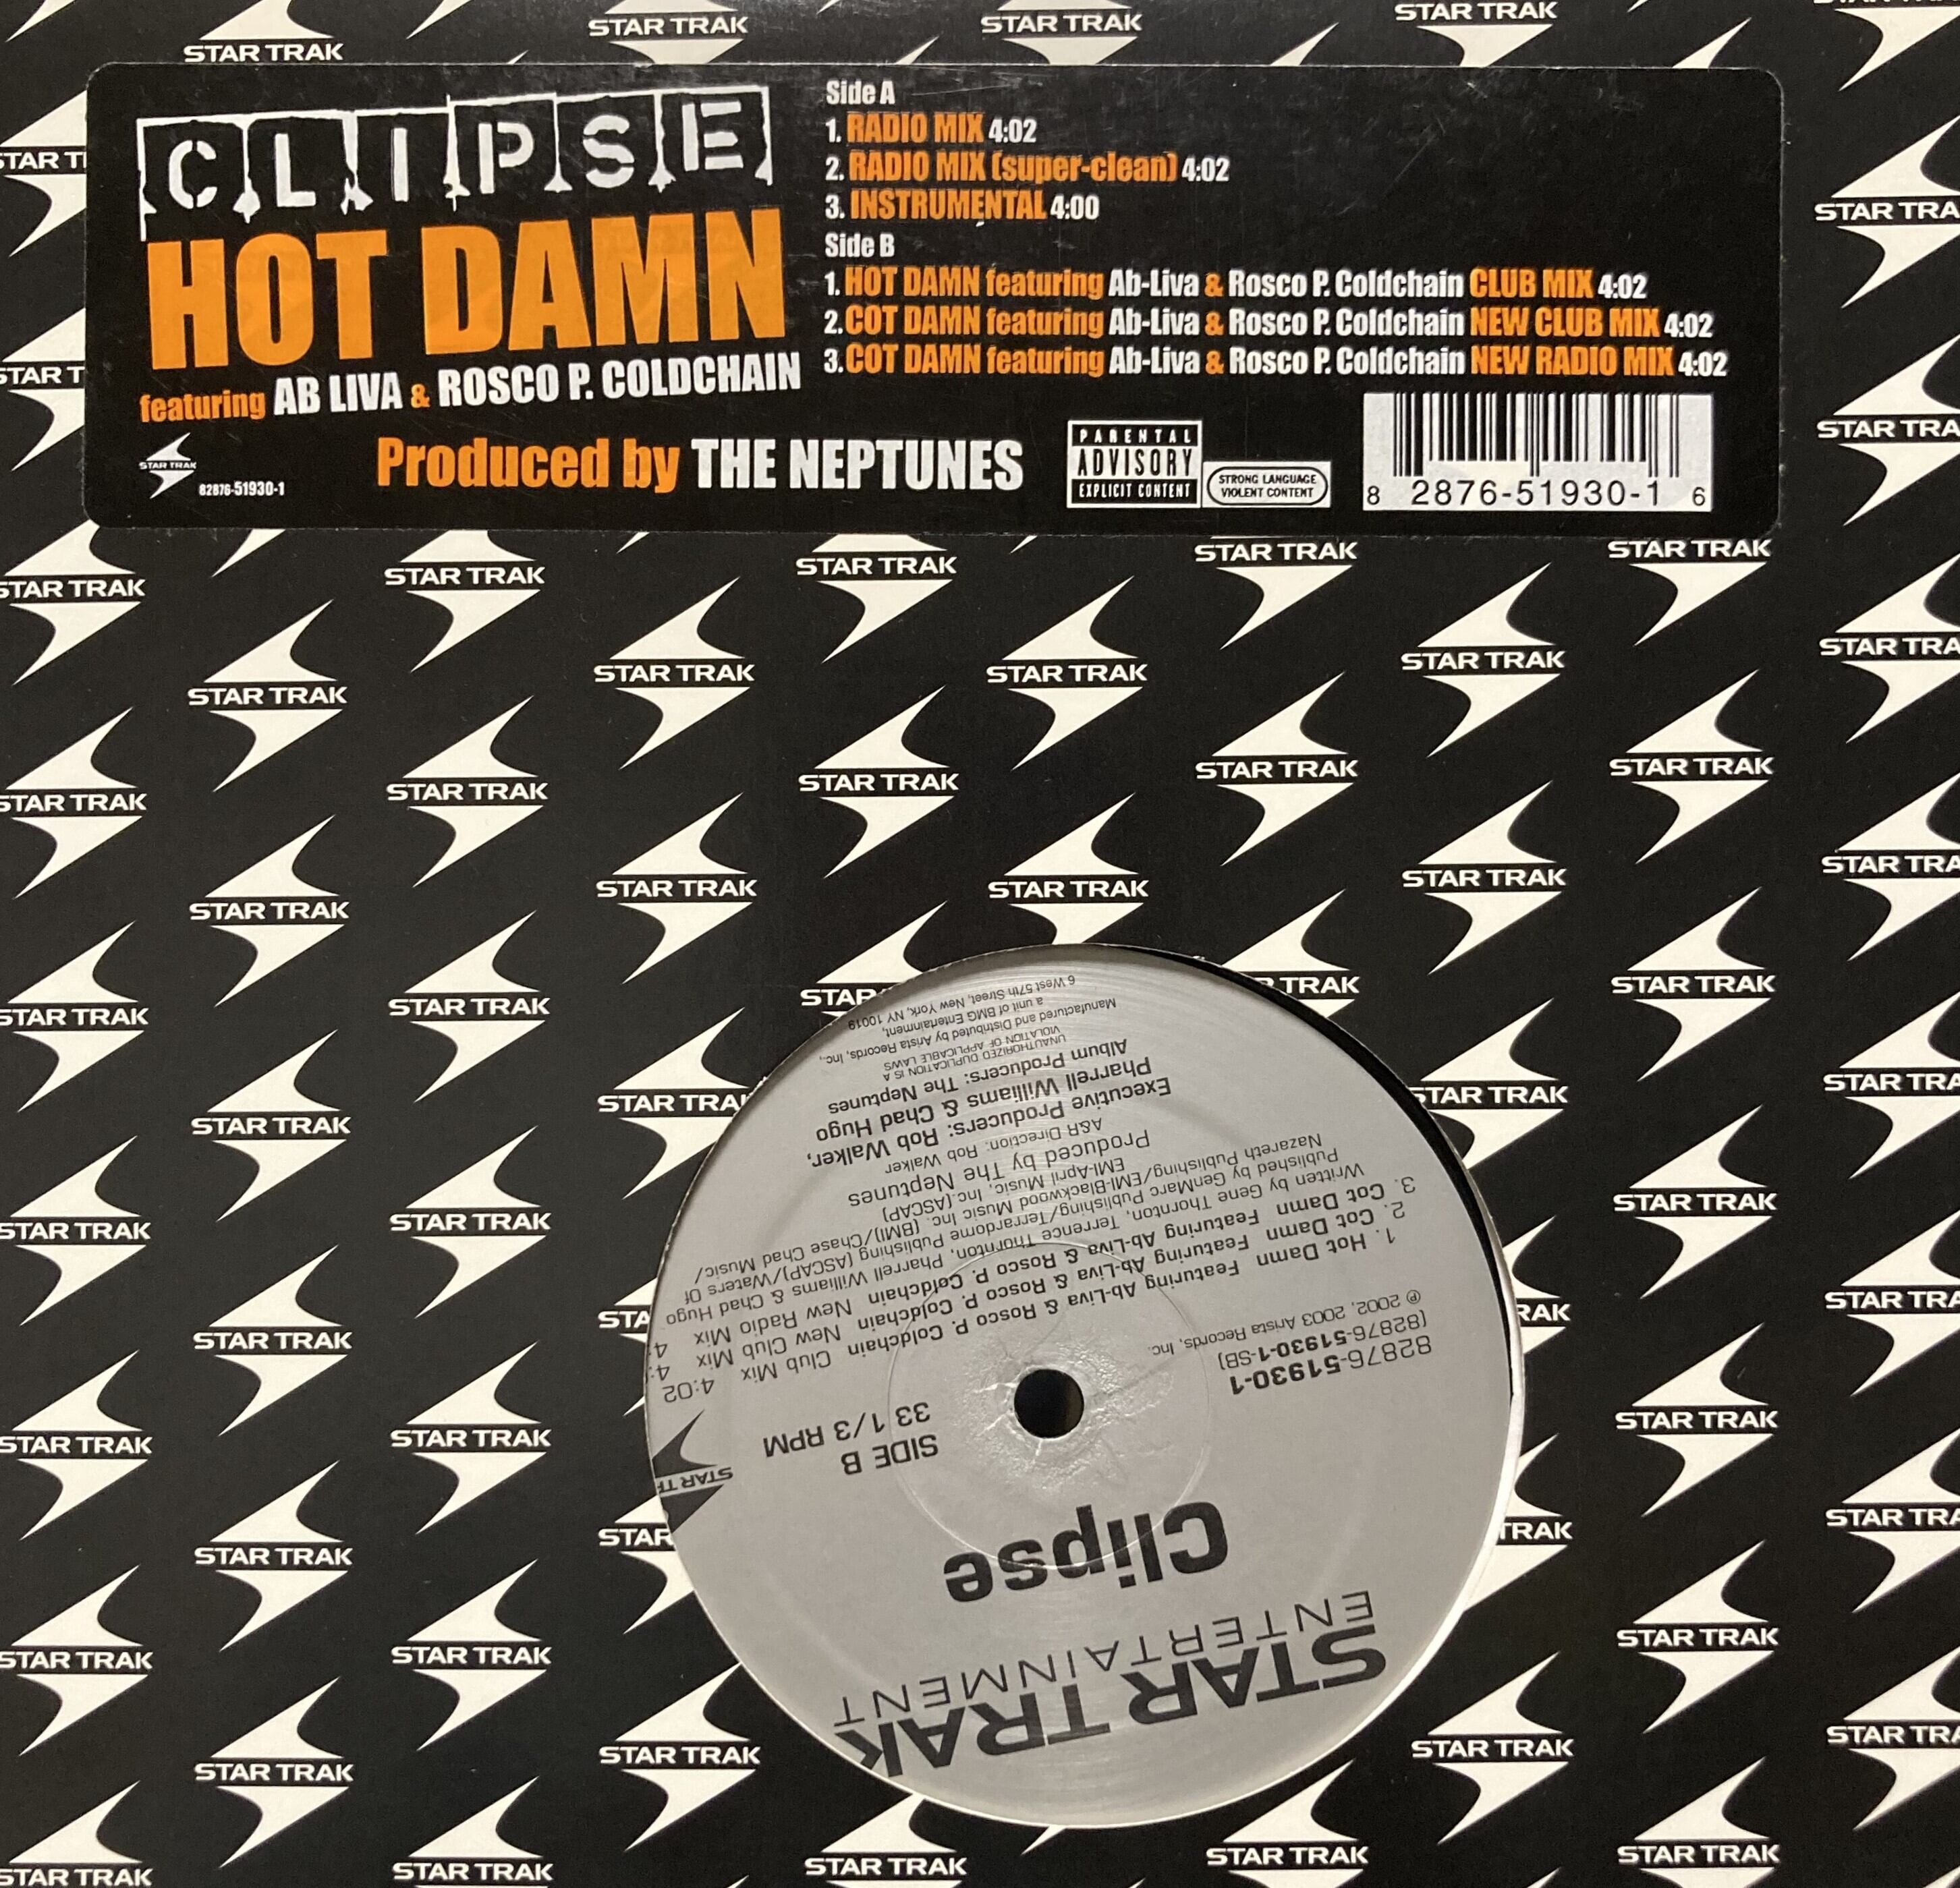 CLIPSE
HOT DAMN
featuring AB LIVA & ROSCO P. COLDCHAIN
STAR TRAK
82876-51930-1
Produced by THE NEPTUNES
Side A
1. RADIO MIX 4:02
2. RADIO MIX (super-clean) 4:02
3. INSTRUMENTAL 4:00
Side B
1. HOT DAMN featuring Ab-Liva & Rosco P. Coldchain CLUB MIX 4:02
2. COT DAMN featuring Ab-Liva & Rosco P. Coldchain NEW CLUB MIX 4:02
3. COT DAMN featuring Ab-Liva & Rosco P. Coldchain NEW RADIO MIX 4:02
PARENTAL
ADVISORY
EXPLICIT CONTENT
STRONG LANGUAGE
VIOLENT CONTENT
8 2876-51930-1 6
STAR TRAK
STAR TRAK
ENTERTAINMENT
Clipse
SIDE B
33 1/3 RPM
STAR TR
82876-51930-1
(82876-51930-1-SB)
℗ 2002, 2003 Arista Records, Inc.
1. Hot Damn Featuring Ab-Liva & Rosco P. Coldchain Club Mix 4:02
2. Cot Damn Featuring Ab-Liva & Rosco P. Coldchain New Club Mix 4:
3. Cot Damn Featuring Ab-Liva & Rosco P. Coldchain New Radio Mix 4
Written by Gene Thornton, Terrence Thornton, Pharrell Williams & Chad Hugo
Published by GenMarc Publishing/Terrardome Publishing (ASCAP)/Waters Of
Nazareth Publishing/EMI-Blackwood Music Inc. (BMI)/Chase Chad Music/
EMI-April Music, Inc.(ASCAP)
Produced by The Neptunes
A&R Direction: Rob Walker
Executive Producers: Rob Walker,
Pharrell Williams & Chad Hugo
Album Producers: The Neptunes
UNAUTHORIZED DUPLICATION IS A
VIOLATION OF APPLICABLE LAWS
Manufactured and Distributed by Arista Records, Inc.,
a unit of BMG Entertainment,
6 West 57th Street, New York, NY 10019